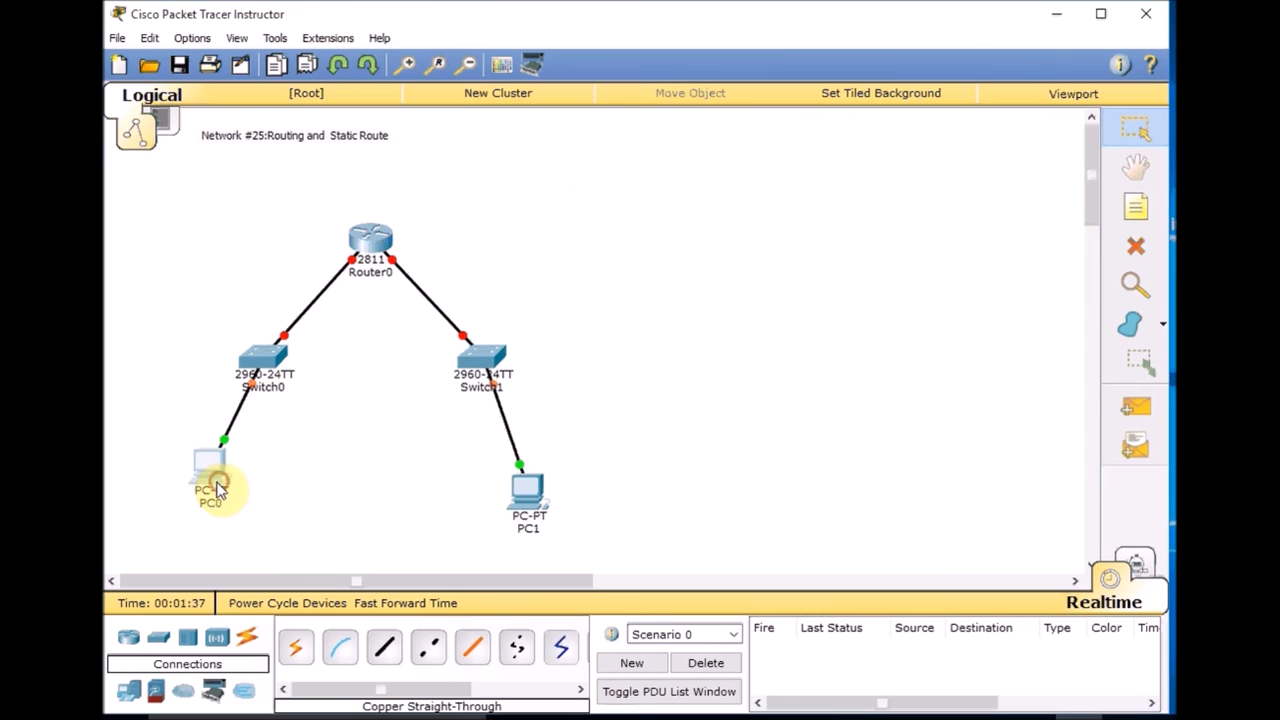 Cisco Packet Tracer Instructor
File Edit Options View Tools Extensions Help
Logical [Root] New Cluster Move Object Set Tiled Background Viewport
Network #25:Routing and Static Route
2811
Router0
2960-24TT
Switch0
2960-24TT
Switch1
PC0
PC-PT
PC1
Time: 00:01:37 Power Cycle Devices Fast Forward Time
Realtime
Connections
Copper Straight-Through
Scenario 0
New Delete
Toggle PDU List Window
Fire Last Status Source Destination Type Color Tim